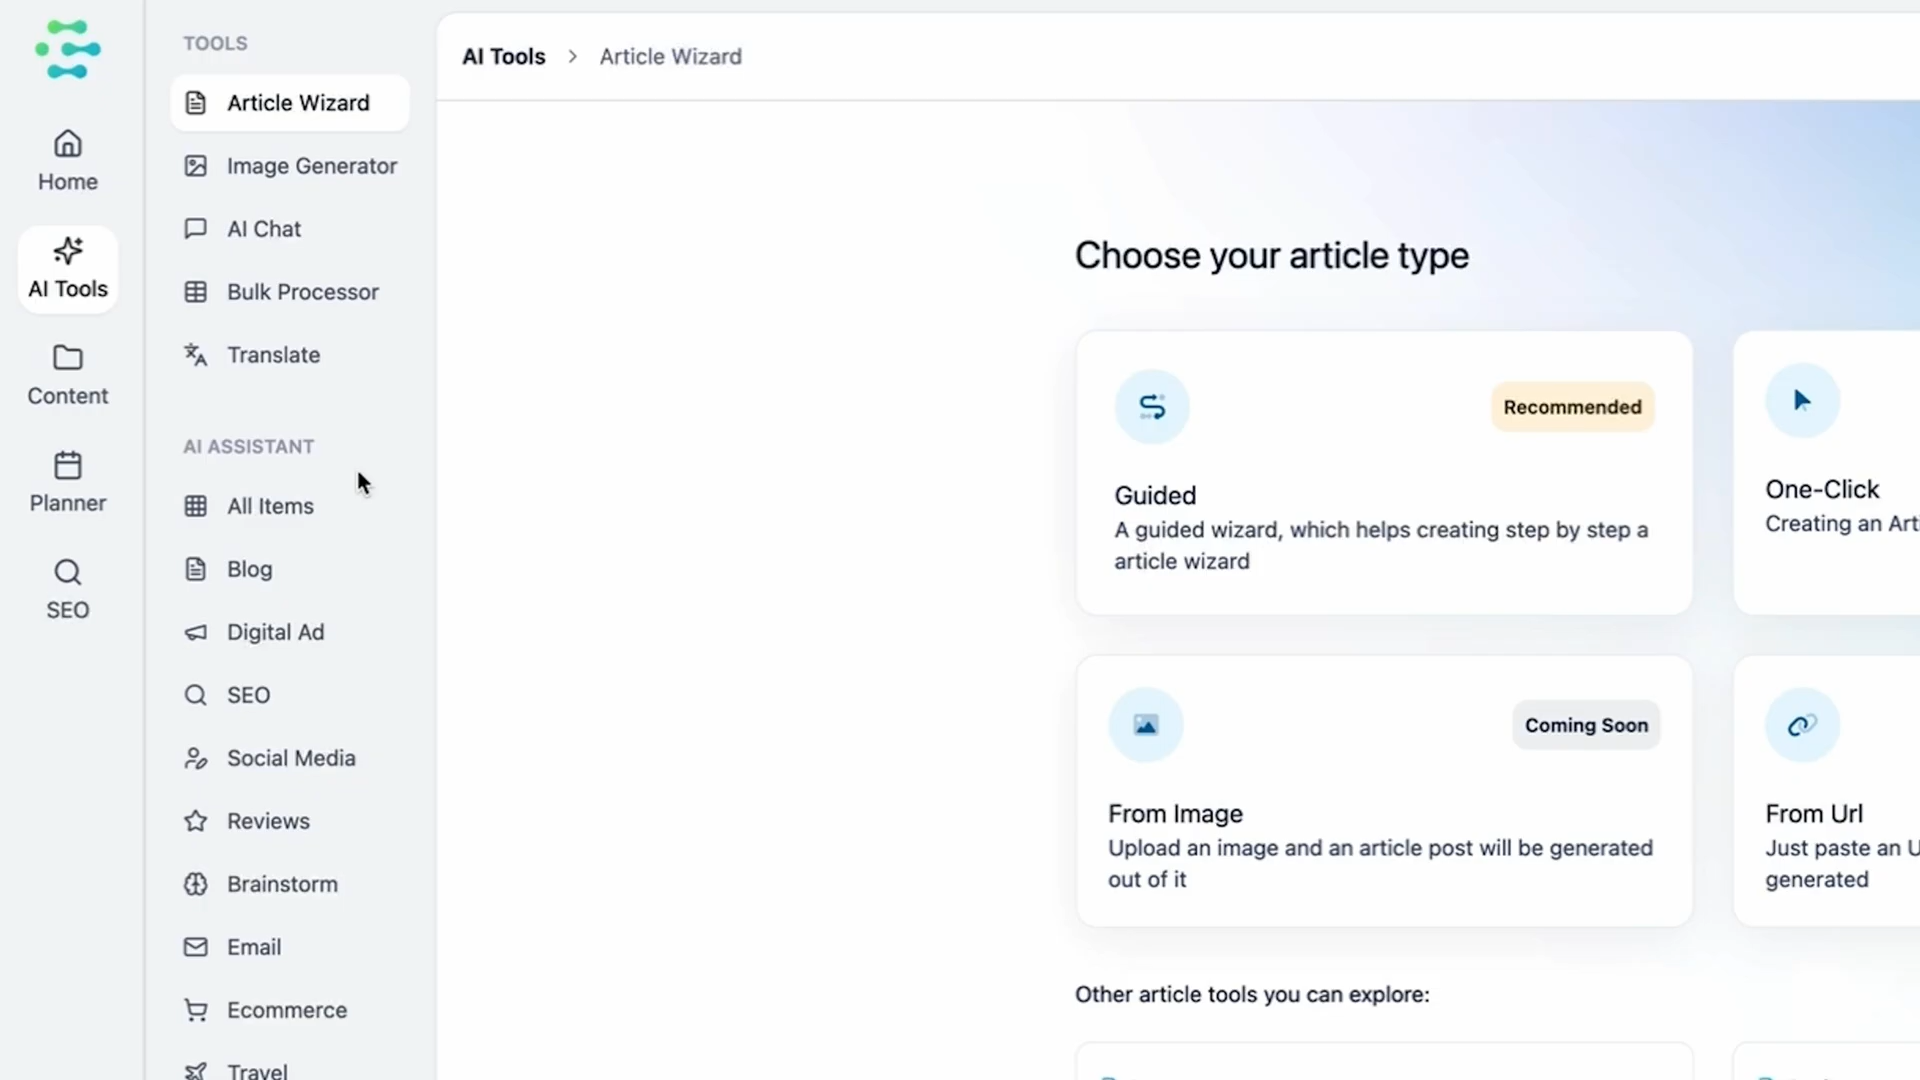 Home
AI Tools
Content
Planner
SEO
TOOLS
Article Wizard
Image Generator
AI Chat
Bulk Processor
Translate
AI ASSISTANT
All Items
Blog
Digital Ad
SEO
Social Media
Reviews
Brainstorm
Email
Ecommerce
Travel
AI Tools > Article Wizard
Choose your article type
Recommended
Guided
A guided wizard, which helps creating step by step a
article wizard
One-Click
Creating an Arti
Coming Soon
From Image
Upload an image and an article post will be generated
out of it
From Url
Just paste an U
generated
Other article tools you can explore: